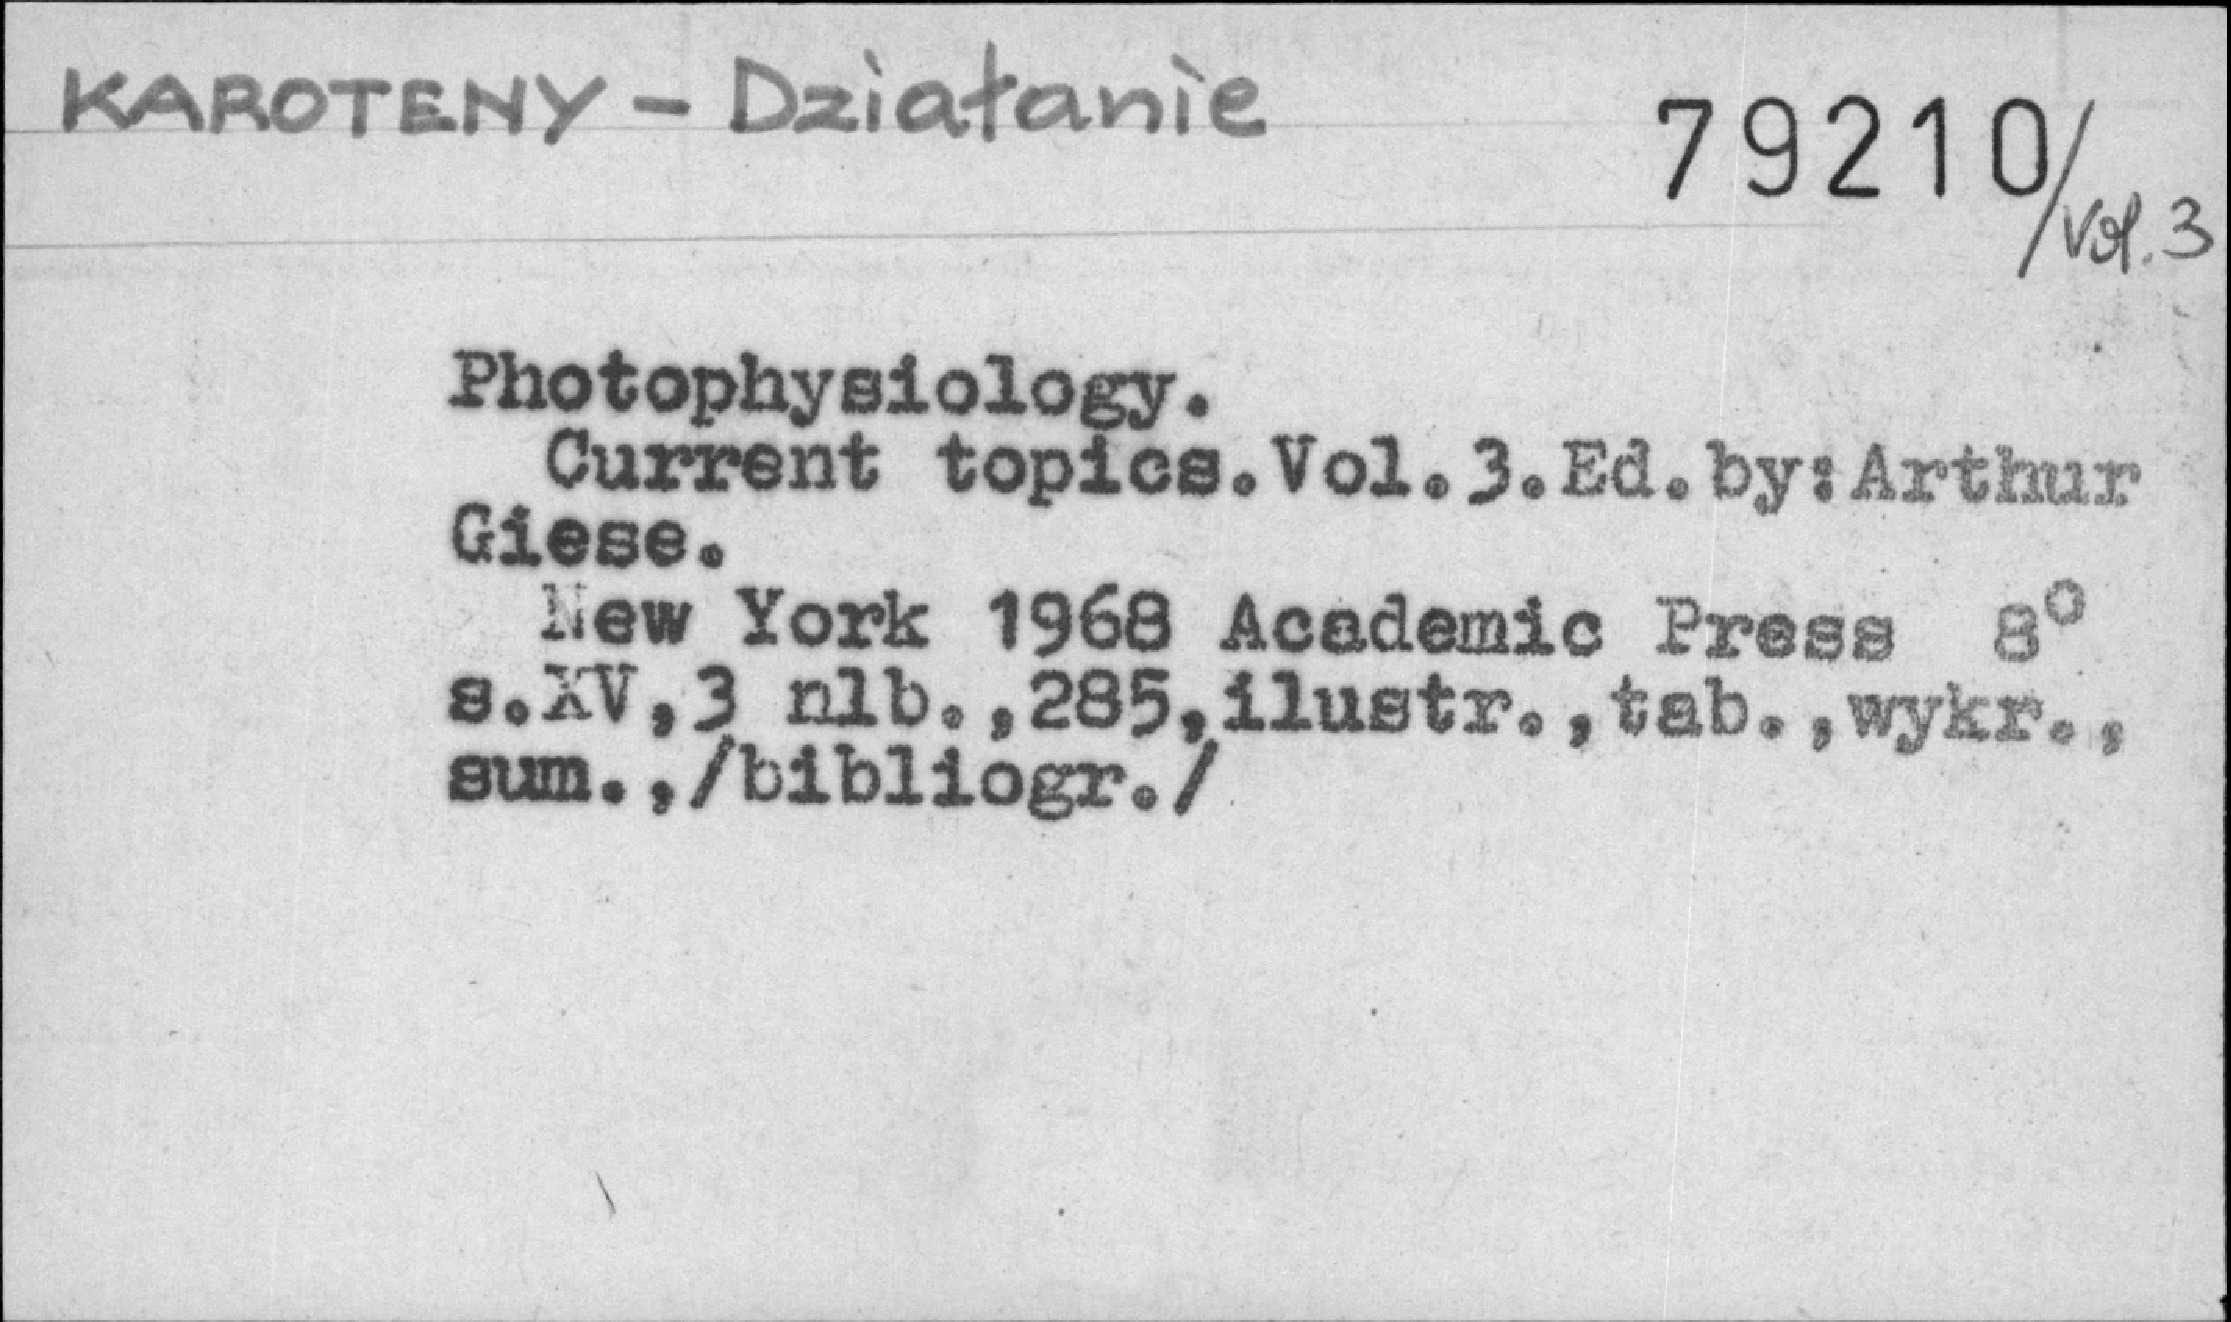 KAROTENY - Działanie
79210/Vol. 3
Photophysiology.
Current topics.Vol.3.Ed.by:Arthur
Giese.
New York 1968 Academic Press 8°
s.XV,3 nlb.,285,ilustr.,tab.,wykr.,
sum.,/bibliogr./